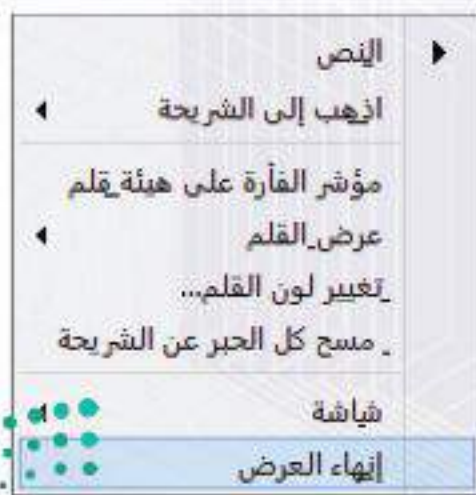 النص
اذهب إلى الشريحة
مؤشر الفأرة على هيئة قلم
عرض القلم
تغيير لون القلم...
مسح كل الحبر عن الشريحة
شاشة
إنهاء العرض